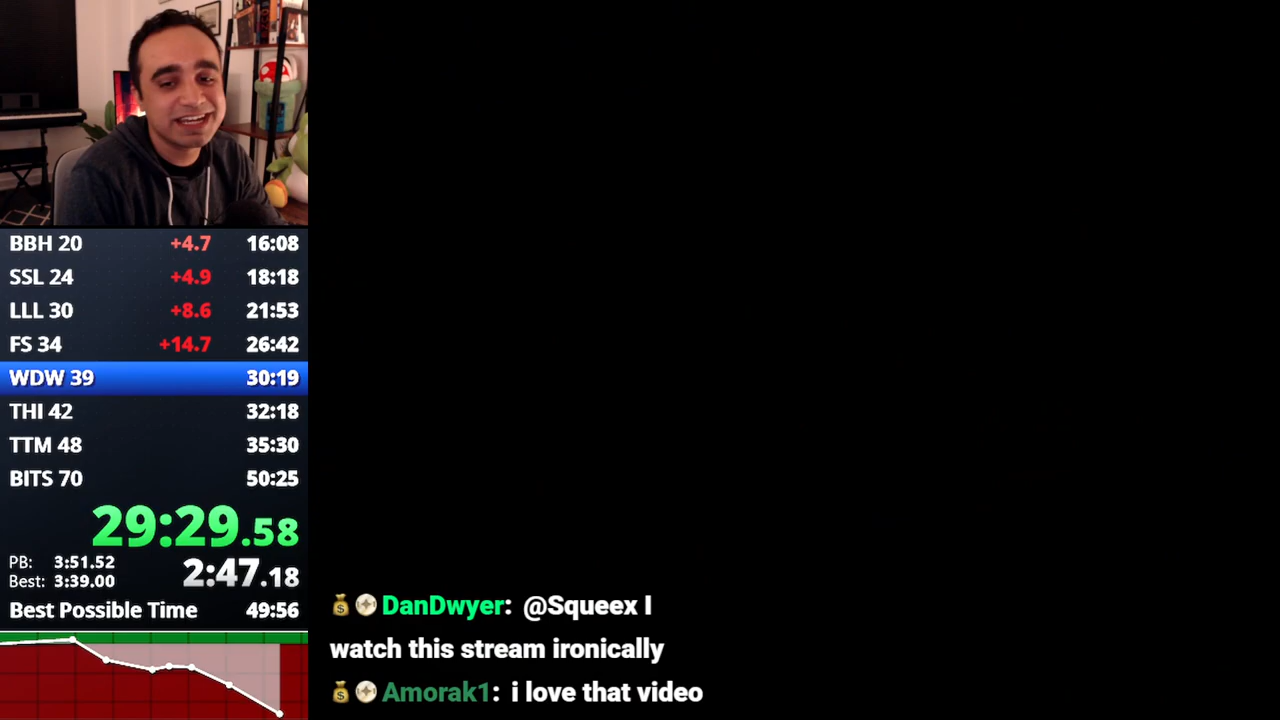 BBH 20 +4.7 16:08
SSL 24 +4.9 18:18
LLL 30 +8.6 21:53
FS 34 +14.7 26:42
WDW 39 30:19
THI 42 32:18
TTM 48 35:30
BITS 70 50:25
29:29.58
PB: 3:51.52
Best: 3:39.00
2:47.18
Best Possible Time 49:56
DanDwyer: @Squeex I
watch this stream ironically
Amorak1: i love that video